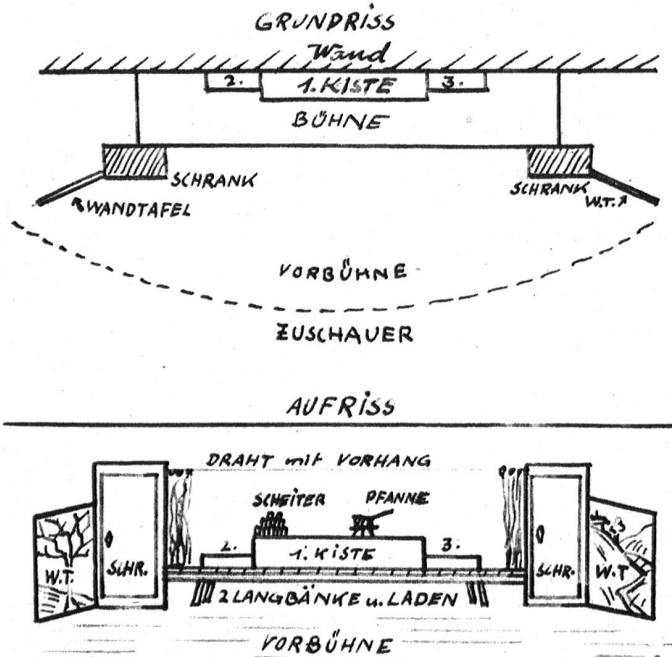 GRUNDRISS
Wand
2. 1. KISTE 3.
BÜHNE
SCHRANK SCHRANK
WANDTAFEL W.T.
VORBÜHNE
ZUSCHAUER
AUFRISS
DRAHT mit VORHANG
SCHEITER PFANNE
2. 1. KISTE 3.
W.T. SCHR. SCHR. W.T
2 LANGBÄNKE u. LADEN
VORBÜHNE